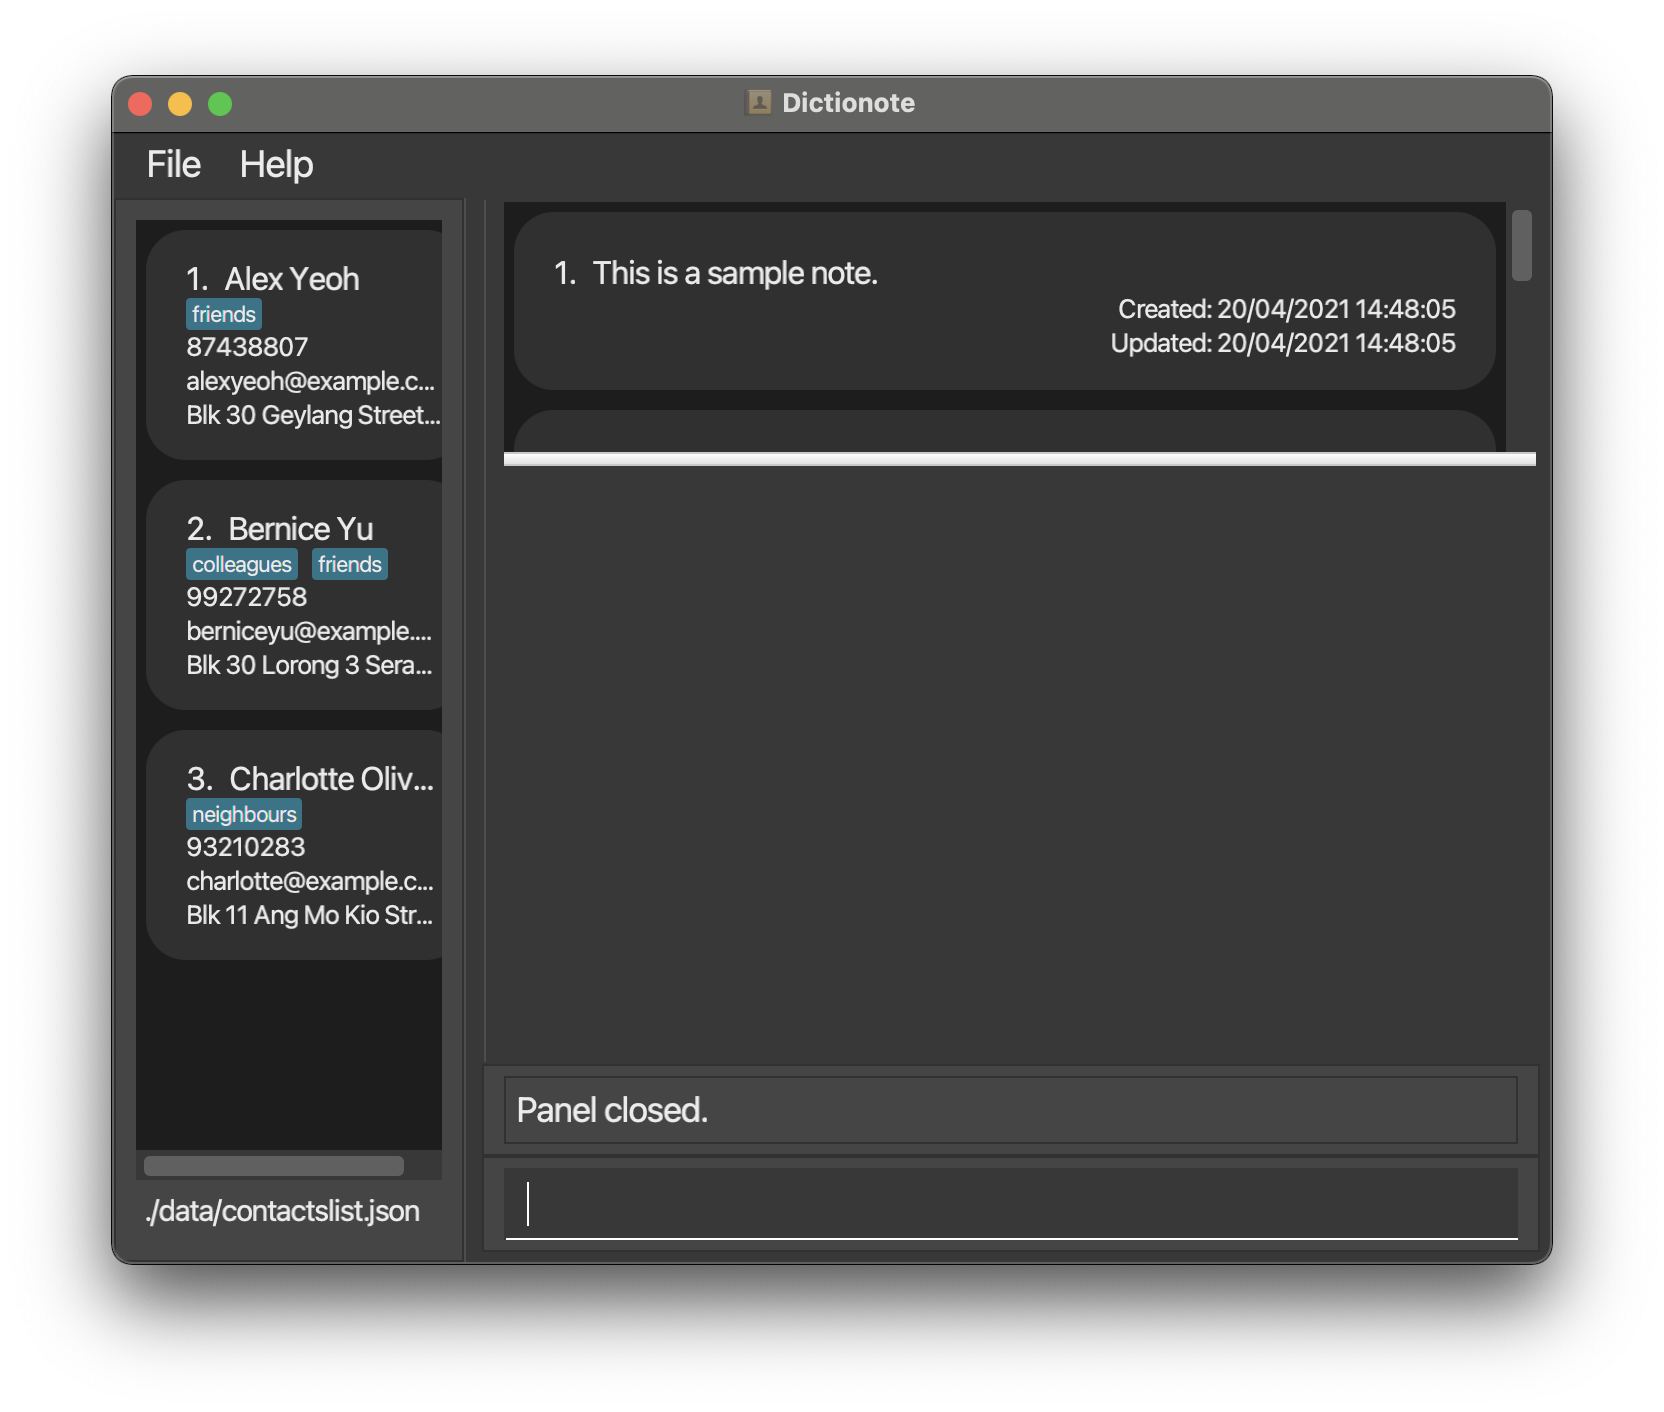 Dictionote
File Help
1. Alex Yeoh
friends
87438807
alexyeoh@example.c...
Blk 30 Geylang Street...
2. Bernice Yu
colleagues friends
99272758
berniceyu@example....
Blk 30 Lorong 3 Sera...
3. Charlotte Oliv...
neighbours
93210283
charlotte@example.c...
Blk 11 Ang Mo Kio Str...
./data/contactslist.json
1. This is a sample note.
Created: 20/04/2021 14:48:05
Updated: 20/04/2021 14:48:05
Panel closed.